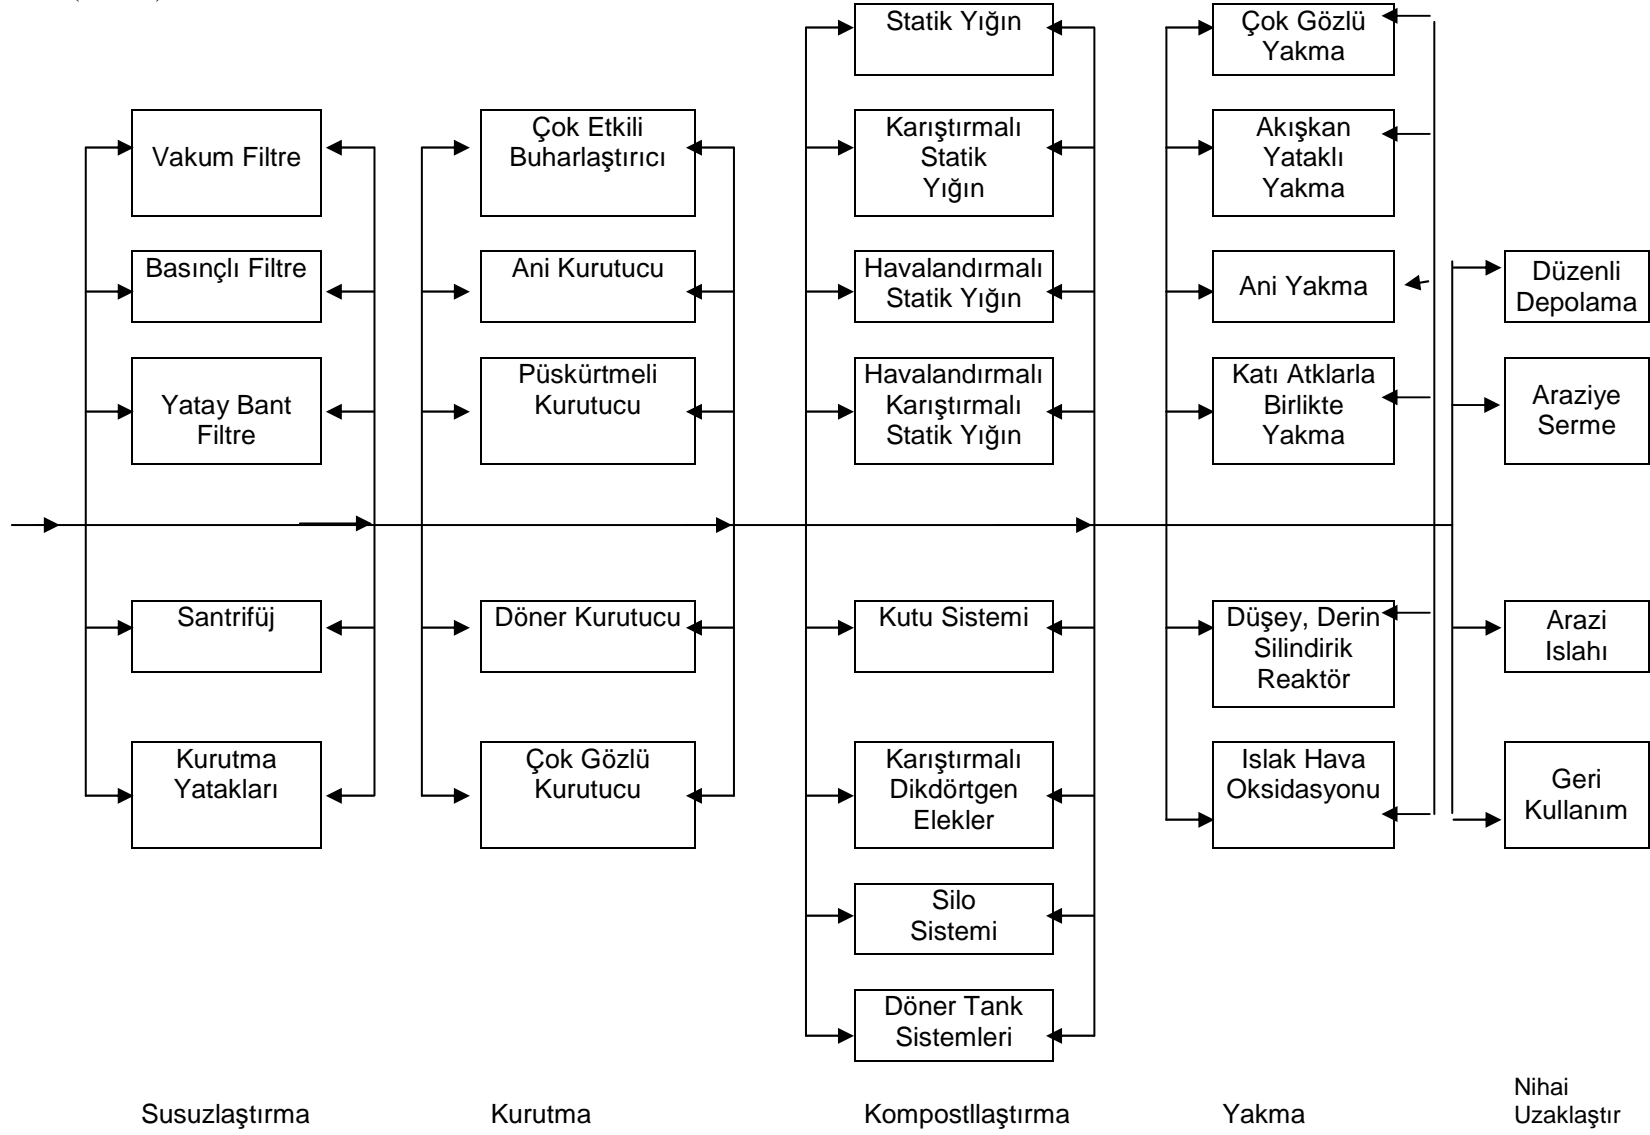 Statik Yığın
Çok Gözlü
Yakma
Vakum Filtre
Çok Etkili
Buharlaştırıcı
Karıştırmalı
Statik
Yığın
Akışkan
Yataklı
Yakma
Basınçlı Filtre
Ani Kurutucu
Havalandırmalı
Statik Yığın
Ani Yakma
Düzenli
Depolama
Yatay Bant
Filtre
Püskürtmeli
Kurutucu
Havalandırmalı
Karıştırmalı
Statik Yığın
Katı Atklarla
Birlikte
Yakma
Araziye
Serme
Santrifüj
Döner Kurutucu
Kutu Sistemi
Düşey, Derin
Silindirik
Reaktör
Arazi
Islahı
Kurutma
Yatakları
Çok Gözlü
Kurutucu
Karıştırmalı
Dikdörtgen
Elekler
Islak Hava
Oksidasyonu
Geri
Kullanım
Silo
Sistemi
Döner Tank
Sistemleri
Susuzlaştırma
Kurutma
Kompostllaştırma
Yakma
Nihai
Uzaklaştır